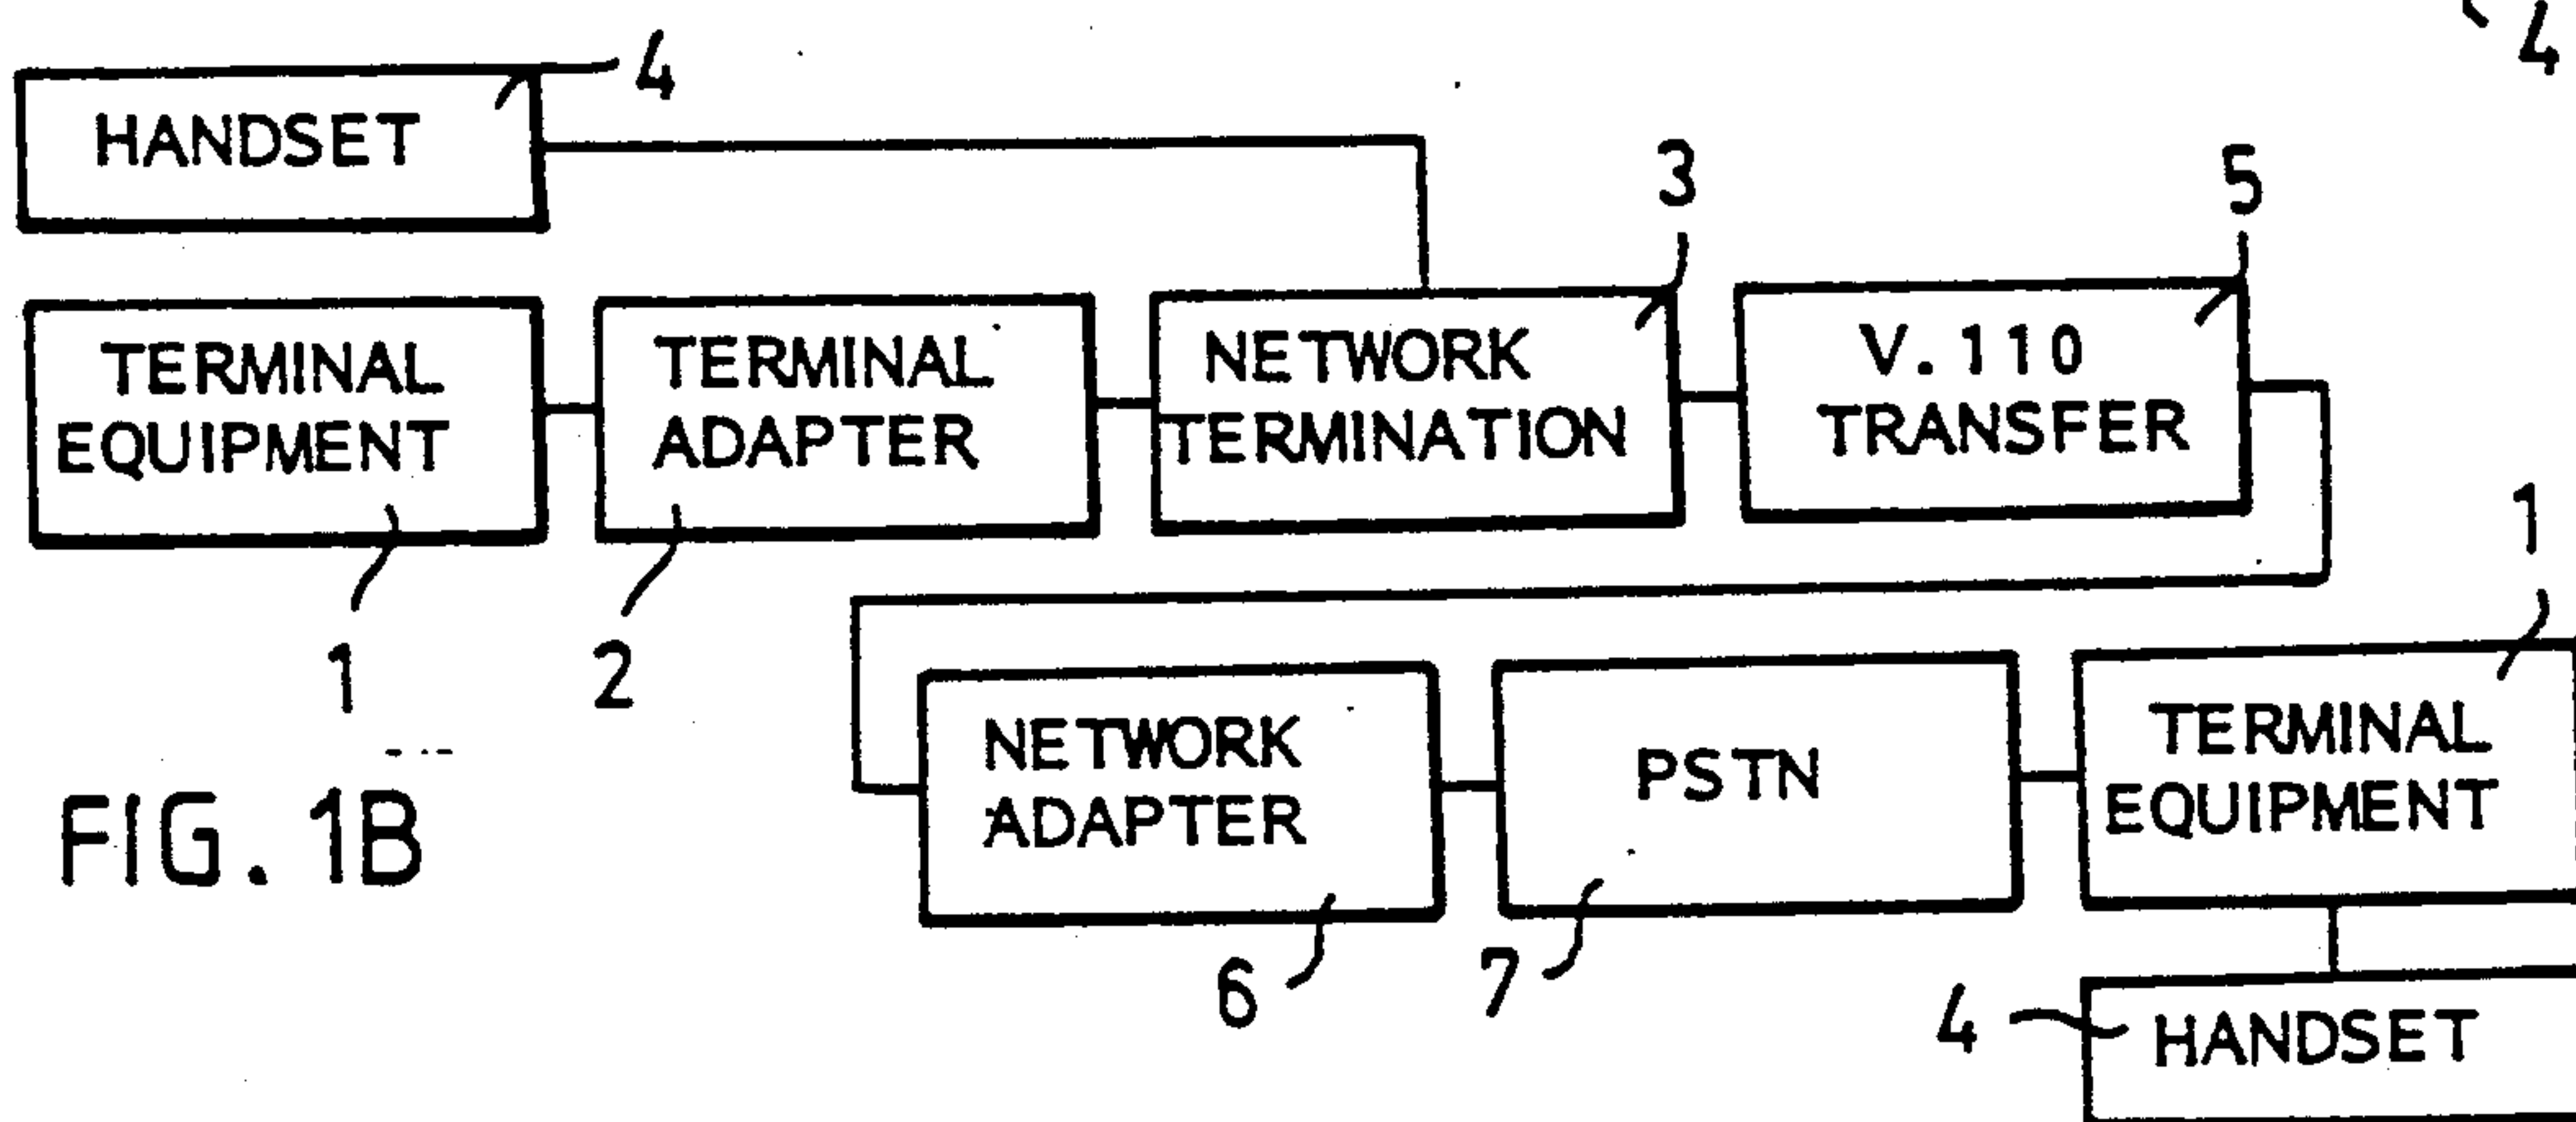 4
4
HANDSET
3
5
TERMINAL
EQUIPMENT
TERMINAL
ADAPTER
NETWORK
TERMINATION
V.110
TRANSFER
1
1
2
NETWORK
ADAPTER
PSTN
TERMINAL
EQUIPMENT
FIG. 1B
6
7
4
HANDSET